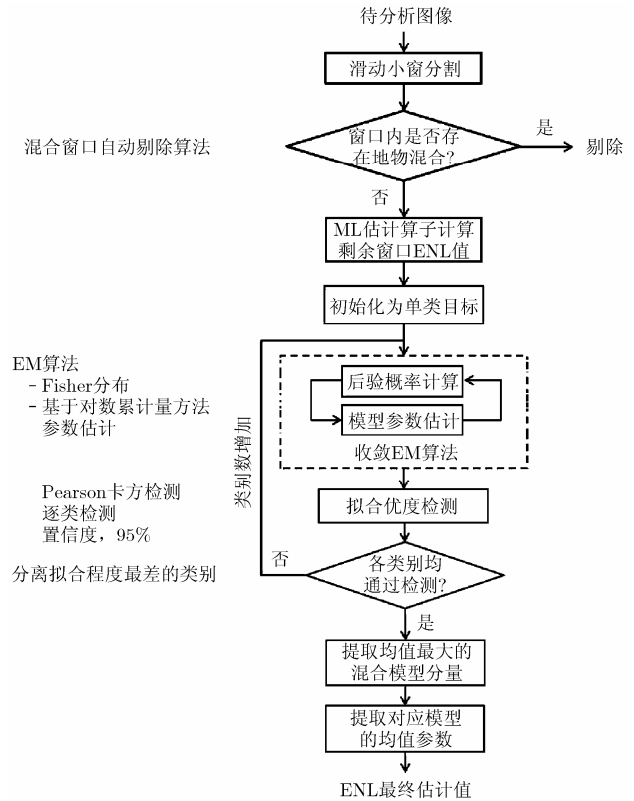 待分析图像
滑动小窗分割
混合窗口自动剔除算法
窗口内是否存
在地物混合?
是
剔除
否
ML估计算子计算
剩余窗口ENL值
初始化为单类目标
EM算法
- Fisher分布
- 基于对数累计量方法
参数估计
后验概率计算
模型参数估计
收敛EM算法
类别数增加
Pearson卡方检测
逐类检测
置信度，95%
拟合优度检测
分离拟合程度最差的类别
否
各类别均
通过检测?
是
提取均值最大的
混合模型分量
提取对应模型
的均值参数
ENL最终估计值